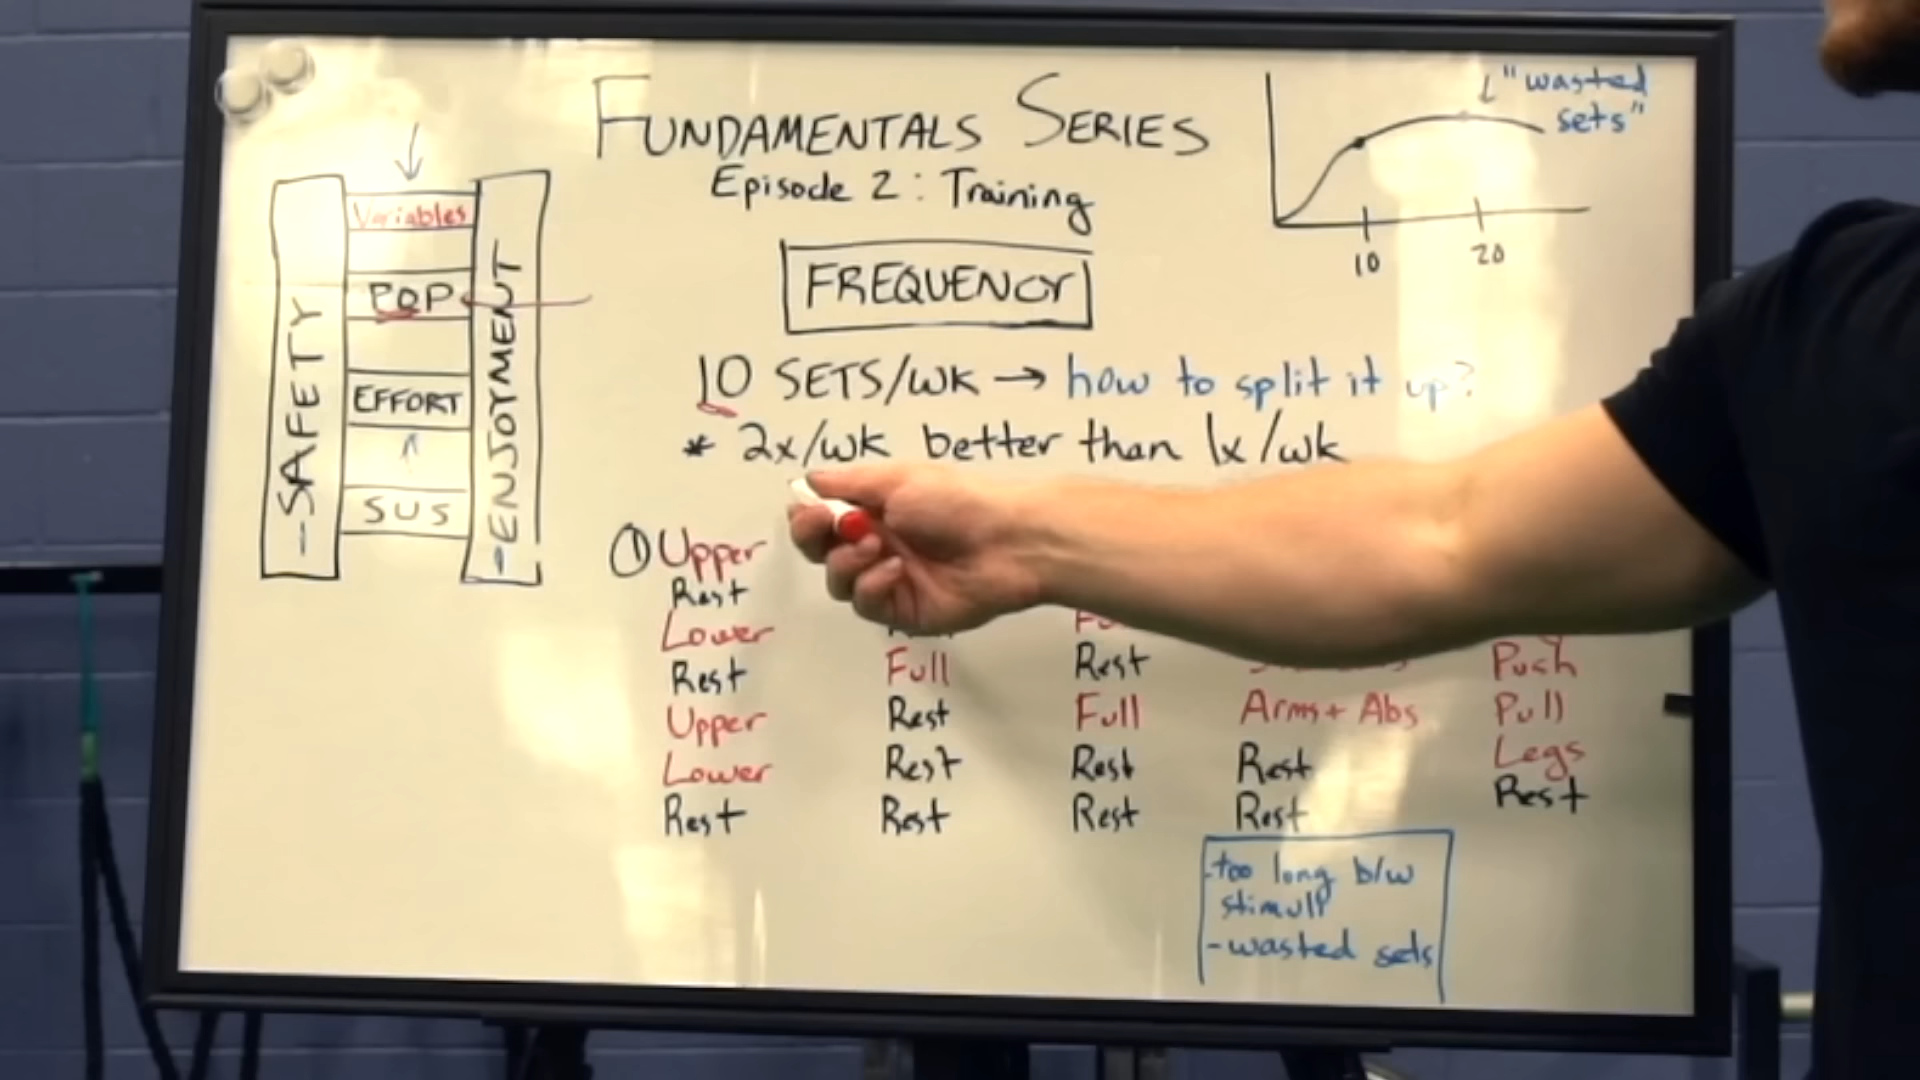 FUNDAMENTALS SERIES
Episode 2: Training
FREQUENCY
10 SETS/wk → how to split it up?
* 2x/wk better than 1x/wk
"wasted
sets"
10
20
SAFETY
Variables
PQP
EFFORT
SUS
ENJOYMENT
① Upper
Rest
Lower
Rest
Upper
Lower
Rest
Full
Rest
Rest
Rest
Rest
Full
Rest
Rest
Arms + Abs
Rest
Rest
Push
Pull
Legs
Rest
-too long b/w
stimuli
-wasted sets